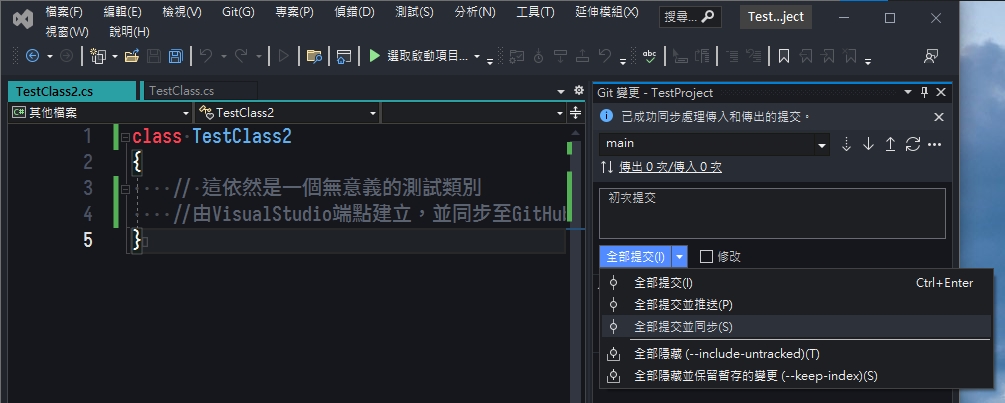 檔案(F) 編輯(E) 檢視(V) Git(G) 專案(P) 偵錯(D) 測試(S) 分析(N) 工具(T) 延伸模組(X) 搜尋... Test...ject
視窗(W) 說明(H)
選取啟動項目... abc
TestClass2.cs TestClass.cs
C# 其他檔案 TestClass2
1 class TestClass2
2 {
3 // 這依然是一個無意義的測試類別
4 //由VisualStudio端點建立，並同步至GitHub
5 }
Git 變更 - TestProject
已成功同步處理傳入和傳出的提交。
main
傳出 0 次/傳入 0 次
初次提交
全部提交(I) 修改
全部提交(I) Ctrl+Enter
全部提交並推送(P)
全部提交並同步(S)
全部隱藏 (--include-untracked)(T)
全部隱藏並保留暫存的變更 (--keep-index)(S)